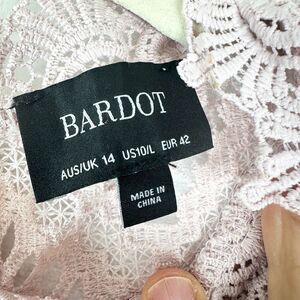 BARDOT
AUS/UK 14 US10/L EUR 42
MADE IN
CHINA